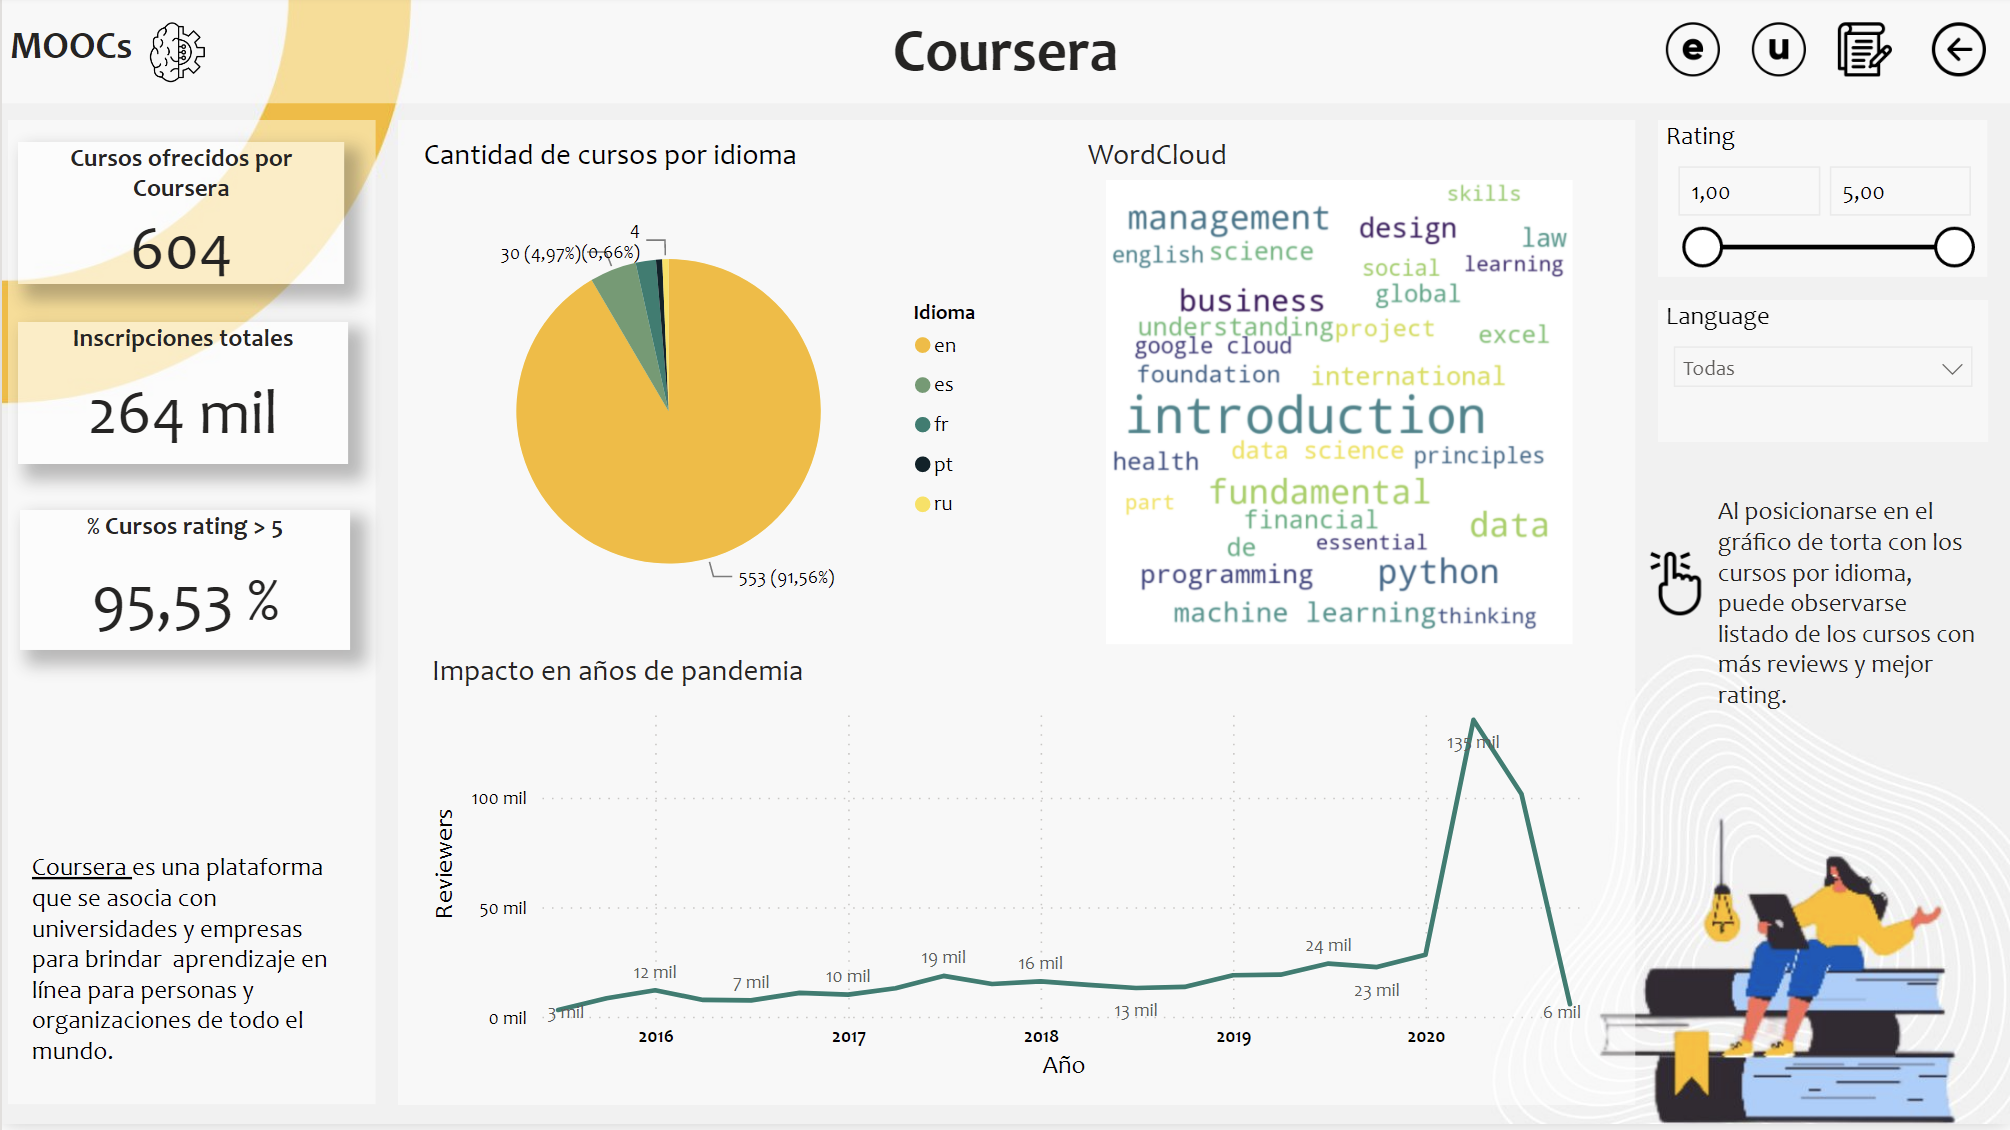 MOOCs
Coursera
e
u
Cursos ofrecidos por
Coursera
604
Inscripciones totales
264 mil
% Cursos rating > 5
95,53 %
Coursera es una plataforma
que se asocia con
universidades y empresas
para brindar aprendizaje en
línea para personas y
organizaciones de todo el
mundo.
Cantidad de cursos por idioma
4
30 (4,97%)(0,66%)
553 (91,56%)
Idioma
en
es
fr
pt
ru
WordCloud
skills
management
design
law
english science
social learning
business global
understanding project excel
google cloud
foundation international
introduction
data science principles
health
part fundamental
financial data
de essential
programming python
machine learning thinking
Impacto en años de pandemia
Reviewers
100 mil
50 mil
0 mil
3 mil
12 mil
7 mil
10 mil
19 mil
16 mil
13 mil
24 mil
23 mil
135 mil
6 mil
2016 2017 2018 2019 2020
Año
Rating
1,00 5,00
Language
Todas
Al posicionarse en el
gráfico de torta con los
cursos por idioma,
puede observarse
listado de los cursos con
más reviews y mejor
rating.